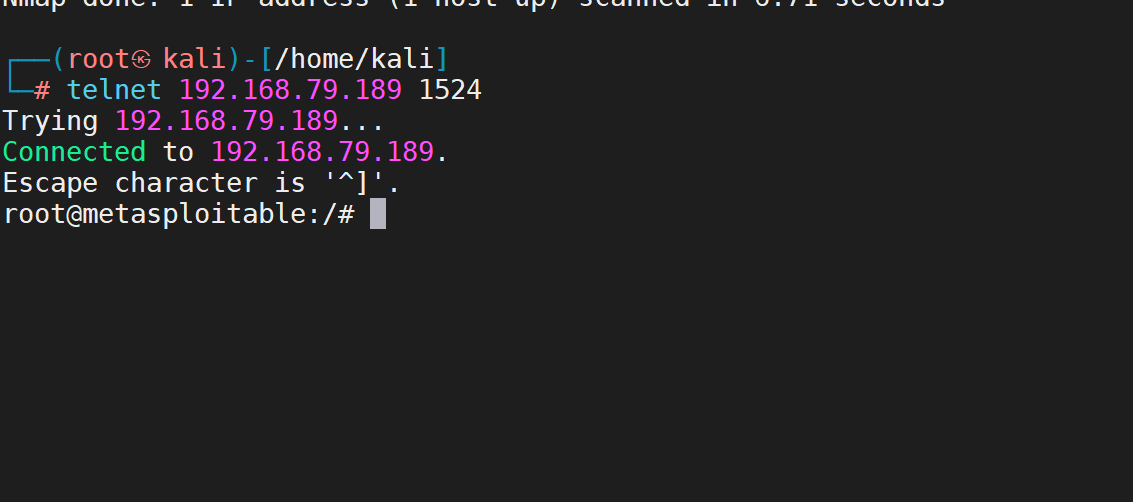 Nmap done: 1 IP address (1 host up) scanned in 6.71 seconds
┌──(root㉿kali)-[/home/kali]
└─# telnet 192.168.79.189 1524
Trying 192.168.79.189...
Connected to 192.168.79.189.
Escape character is '^]'.
root@metasploitable:/#